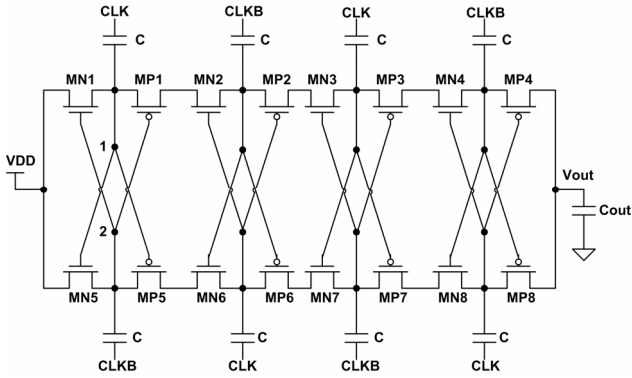 CLK CLKB CLK CLKB
C C C C
MN1 MP1 MN2 MP2 MN3 MP3 MN4 MP4
1
VDD
Vout
Cout
2
MN5 MP5 MN6 MP6 MN7 MP7 MN8 MP8
C C C C
CLKB CLK CLKB CLK